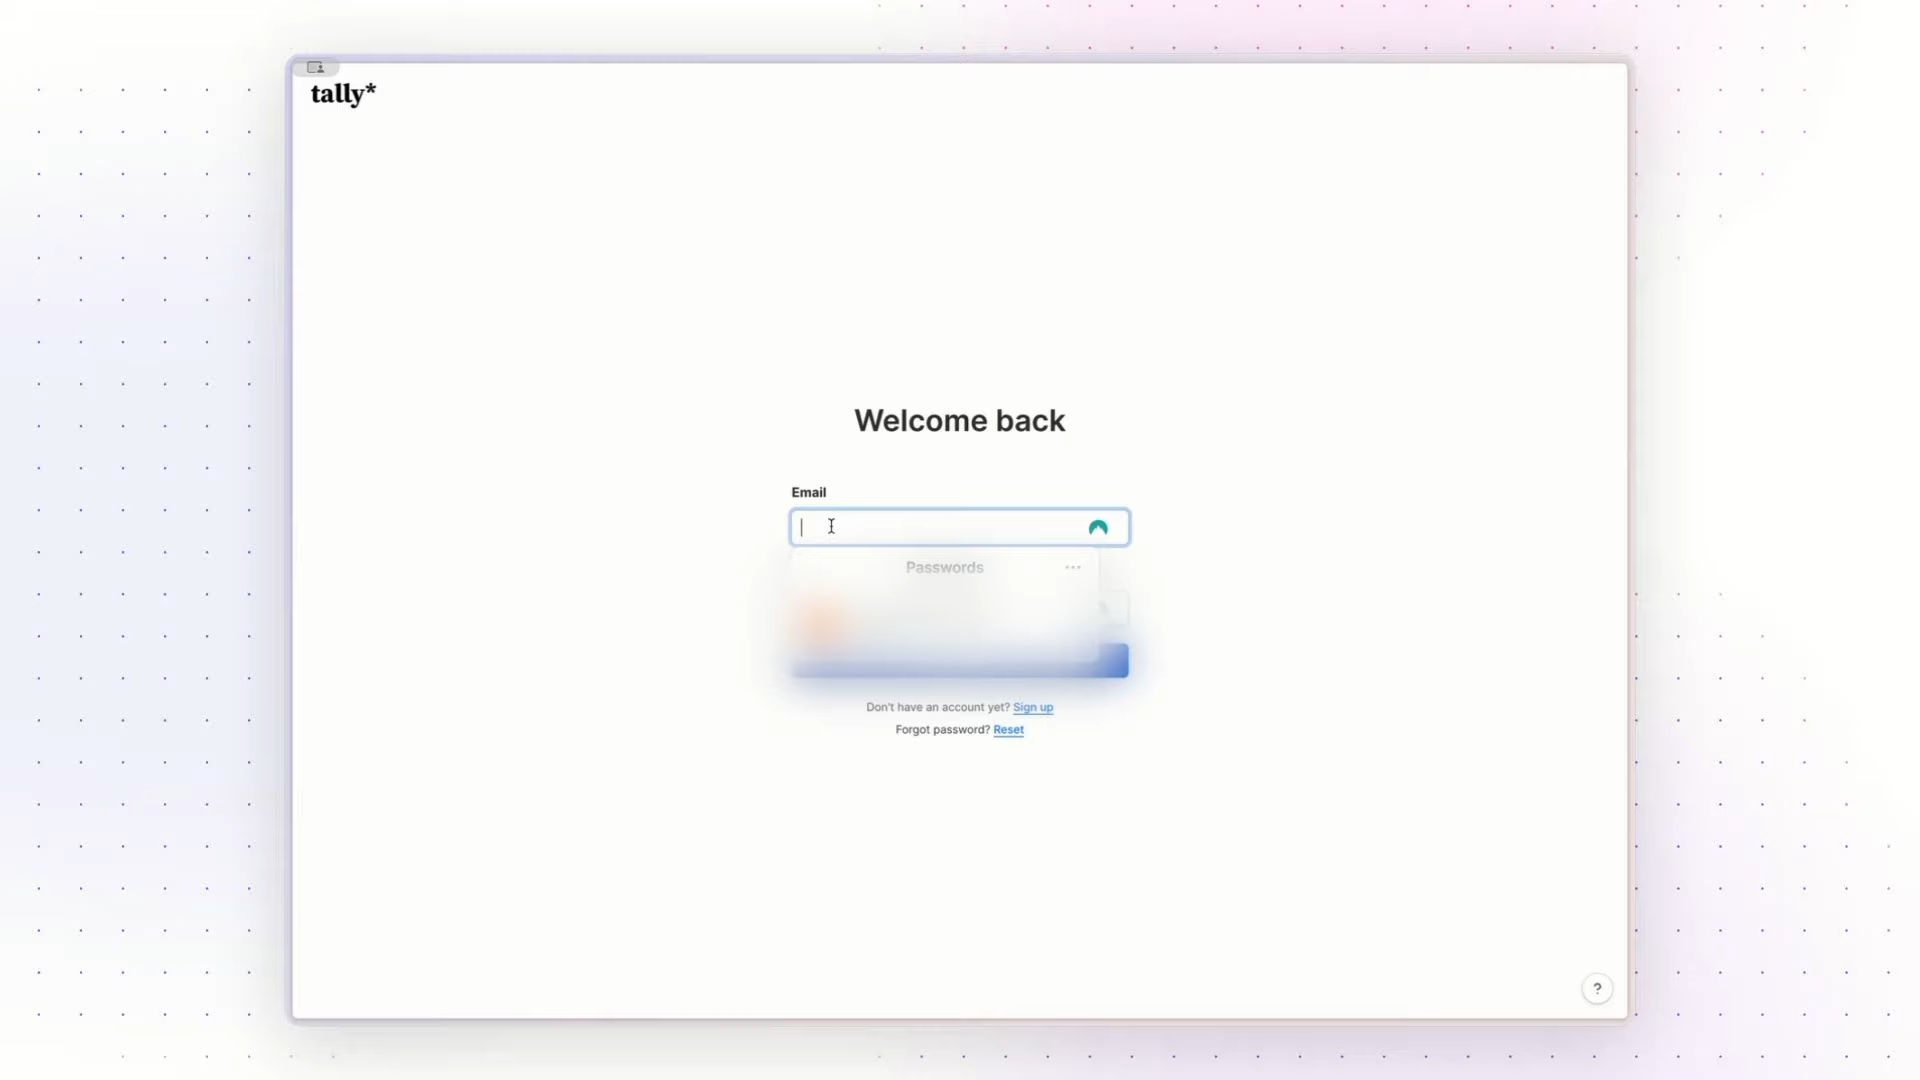 tally*
Welcome back
Email
Passwords
Don't have an account yet? Sign up
Forgot password? Reset
?